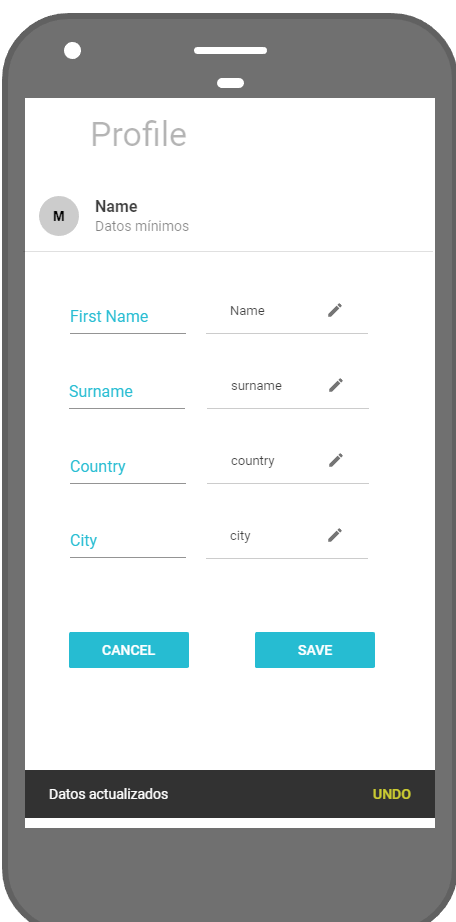 Profile
M
Name
Datos mínimos
First Name
Name
Surname
surname
Country
country
City
city
CANCEL
SAVE
Datos actualizados
UNDO